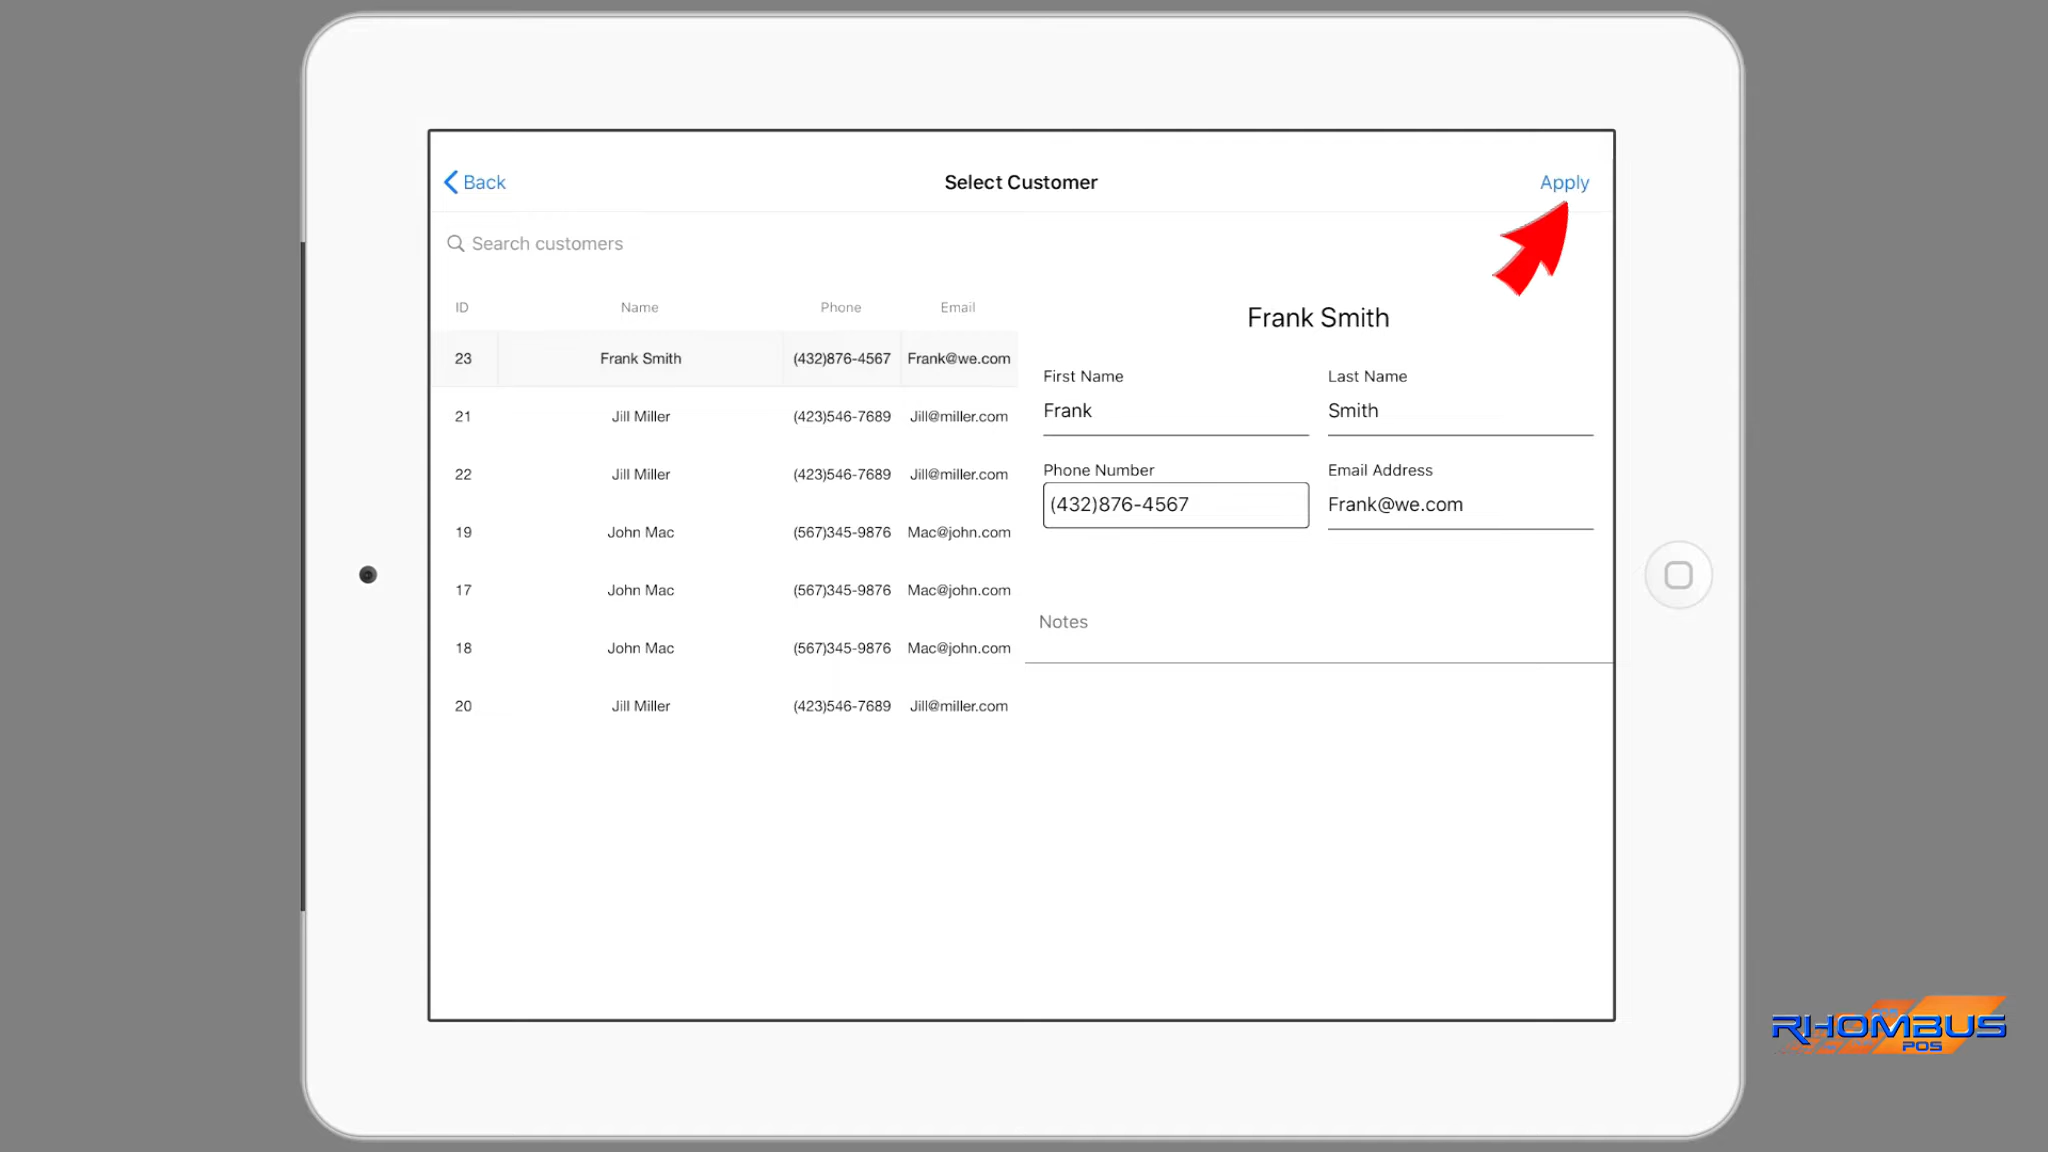 Back
Select Customer
Apply
Search customers
ID Name Phone Email
23 Frank Smith (432)876-4567 Frank@we.com
21 Jill Miller (423)546-7689 Jill@miller.com
22 Jill Miller (423)546-7689 Jill@miller.com
19 John Mac (567)345-9876 Mac@john.com
17 John Mac (567)345-9876 Mac@john.com
18 John Mac (567)345-9876 Mac@john.com
20 Jill Miller (423)546-7689 Jill@miller.com
Frank Smith
First Name Last Name
Frank Smith
Phone Number Email Address
(432)876-4567 Frank@we.com
Notes
RHOMBUS
POS